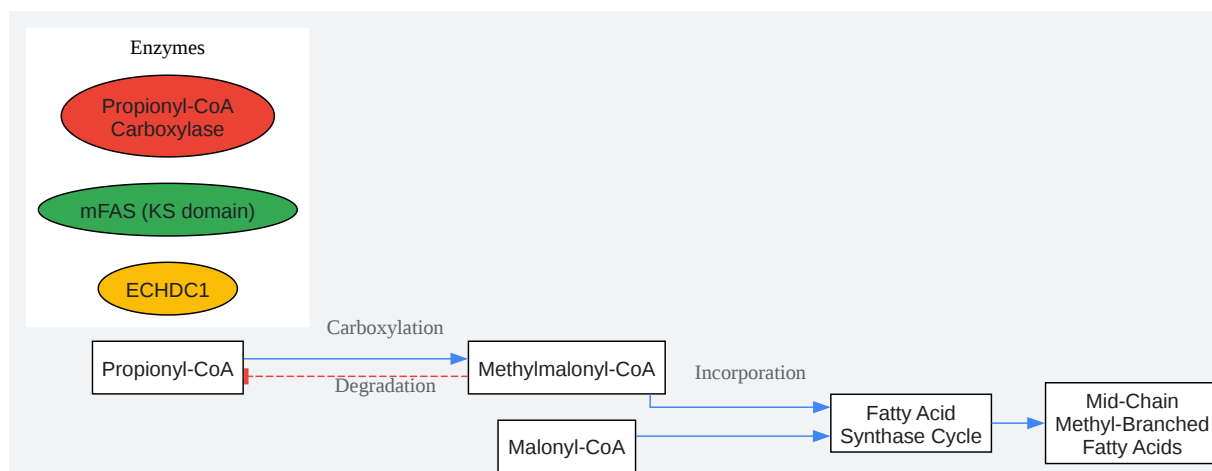 Enzymes
Propionyl-CoA
Carboxylase
mFAS (KS domain)
ECHDC1
Carboxylation
Propionyl-CoA
Methylmalonyl-CoA
Degradation
Incorporation
Malonyl-CoA
Fatty Acid
Synthase Cycle
Mid-Chain
Methyl-Branched
Fatty Acids